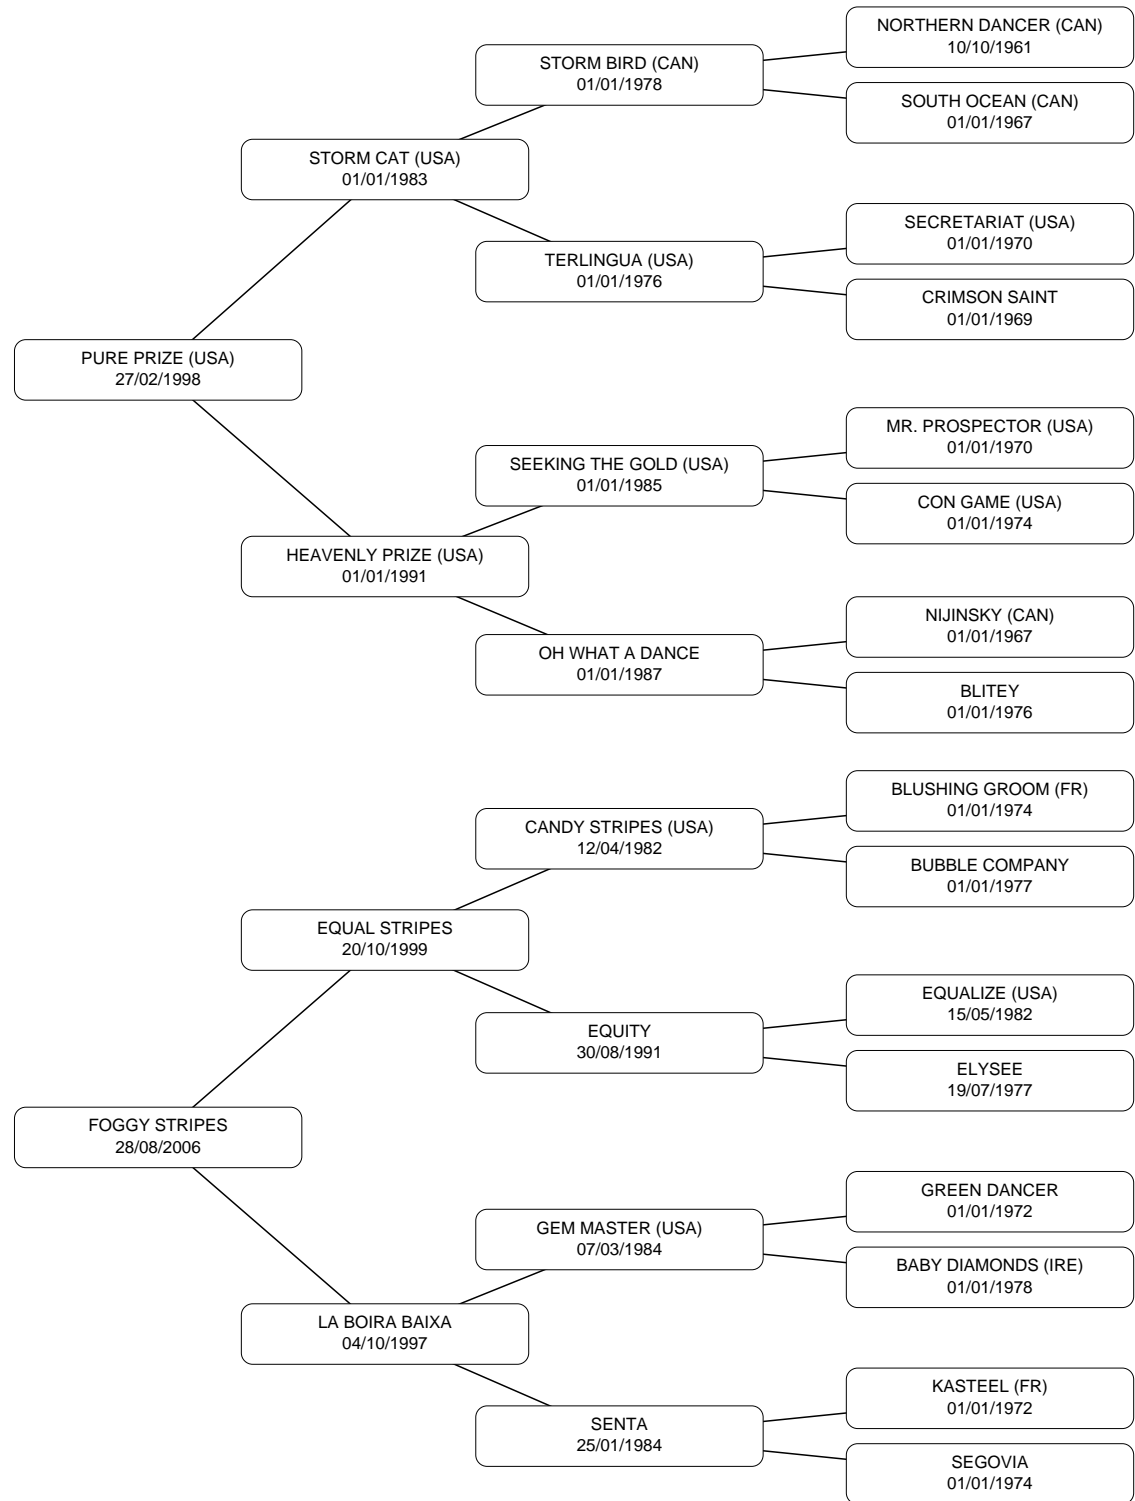 NORTHERN DANCER (CAN)
10/10/1961
STORM BIRD (CAN)
01/01/1978
SOUTH OCEAN (CAN)
01/01/1967
STORM CAT (USA)
01/01/1983
SECRETARIAT (USA)
01/01/1970
TERLINGUA (USA)
01/01/1976
CRIMSON SAINT
01/01/1969
PURE PRIZE (USA)
27/02/1998
MR. PROSPECTOR (USA)
01/01/1970
SEEKING THE GOLD (USA)
01/01/1985
CON GAME (USA)
01/01/1974
HEAVENLY PRIZE (USA)
01/01/1991
NIJINSKY (CAN)
01/01/1967
OH WHAT A DANCE
01/01/1987
BLITEY
01/01/1976
BLUSHING GROOM (FR)
01/01/1974
CANDY STRIPES (USA)
12/04/1982
BUBBLE COMPANY
01/01/1977
EQUAL STRIPES
20/10/1999
EQUALIZE (USA)
15/05/1982
EQUITY
30/08/1991
ELYSEE
19/07/1977
FOGGY STRIPES
28/08/2006
GREEN DANCER
01/01/1972
GEM MASTER (USA)
07/03/1984
BABY DIAMONDS (IRE)
01/01/1978
LA BOIRA BAIXA
04/10/1997
KASTEEL (FR)
01/01/1972
SENTA
25/01/1984
SEGOVIA
01/01/1974